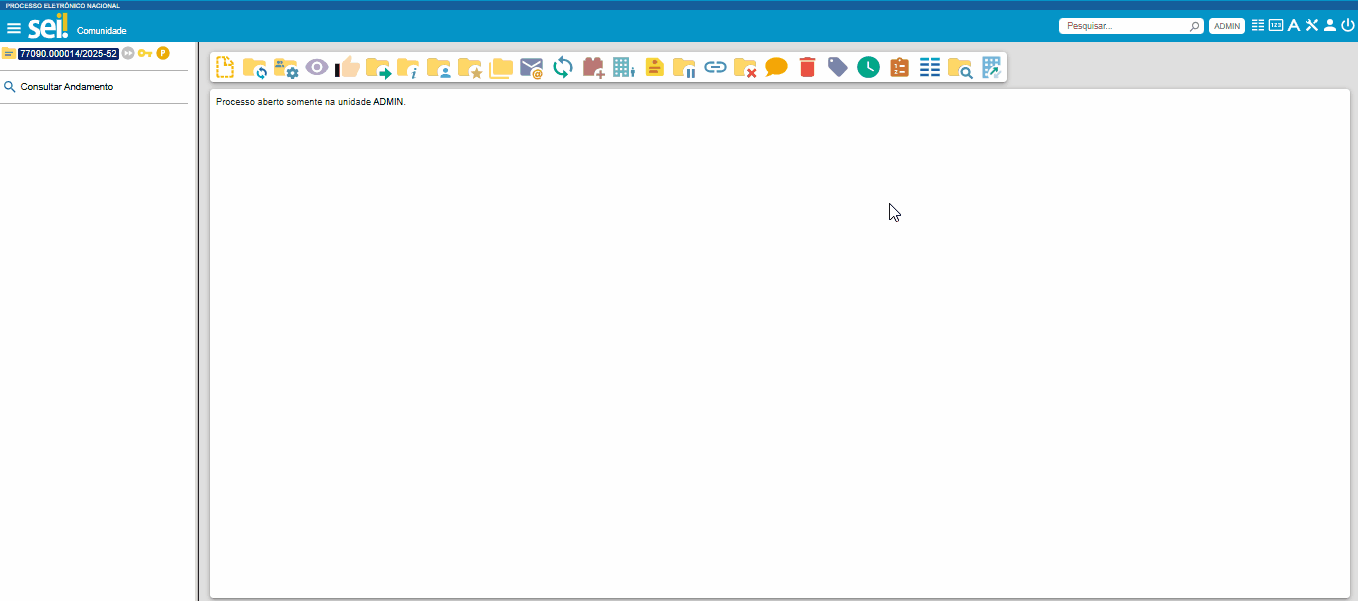 PROCESSO ELETRÔNICO NACIONAL
sei! Comunidade
Pesquisar...
ADMIN
123
A
77090.000014/2025-52
P
Consultar Andamento
Processo aberto somente na unidade ADMIN.